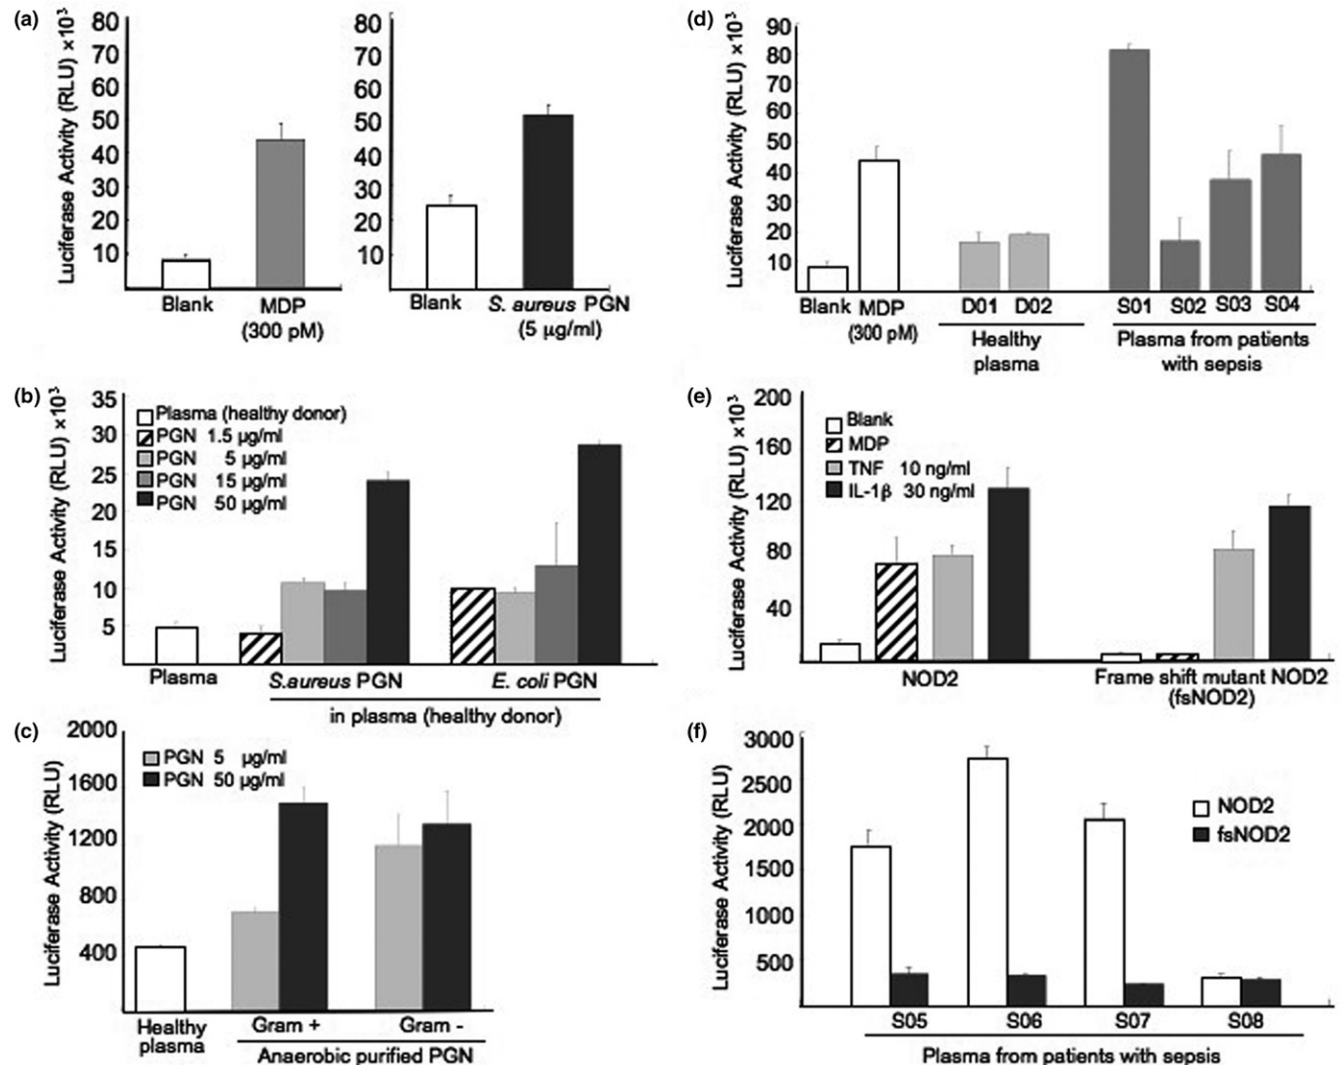 (a)
Luciferase Activity (RLU) ×10³
80
70
60
50
40
30
20
10
Blank
MDP
(300 pM)
80
70
60
50
40
30
20
10
Blank
S. aureus PGN
(5 µg/ml)
(b)
Luciferase Activity (RLU) ×10³
35
30
25
20
15
10
5
Plasma (healthy donor)
PGN 1.5 µg/ml
PGN 5 µg/ml
PGN 15 µg/ml
PGN 50 µg/ml
Plasma
S.aureus PGN
E. coli PGN
in plasma (healthy donor)
(c)
Luciferase Activity (RLU)
2000
1600
1200
800
400
PGN 5 µg/ml
PGN 50 µg/ml
Healthy
plasma
Gram +
Gram -
Anaerobic purified PGN
(d)
Luciferase Activity (RLU) ×10³
90
80
70
60
50
40
30
20
10
Blank
MDP
(300 pM)
D01
D02
Healthy
plasma
S01
S02
S03
S04
Plasma from patients
with sepsis
(e)
Luciferase Activity (RLU) ×10³
200
160
120
80
40
Blank
MDP
TNF 10 ng/ml
IL-1β 30 ng/ml
NOD2
Frame shift mutant NOD2
(fsNOD2)
(f)
Luciferase Activity (RLU)
3000
2500
2000
1500
1000
500
NOD2
fsNOD2
S05
S06
S07
S08
Plasma from patients with sepsis